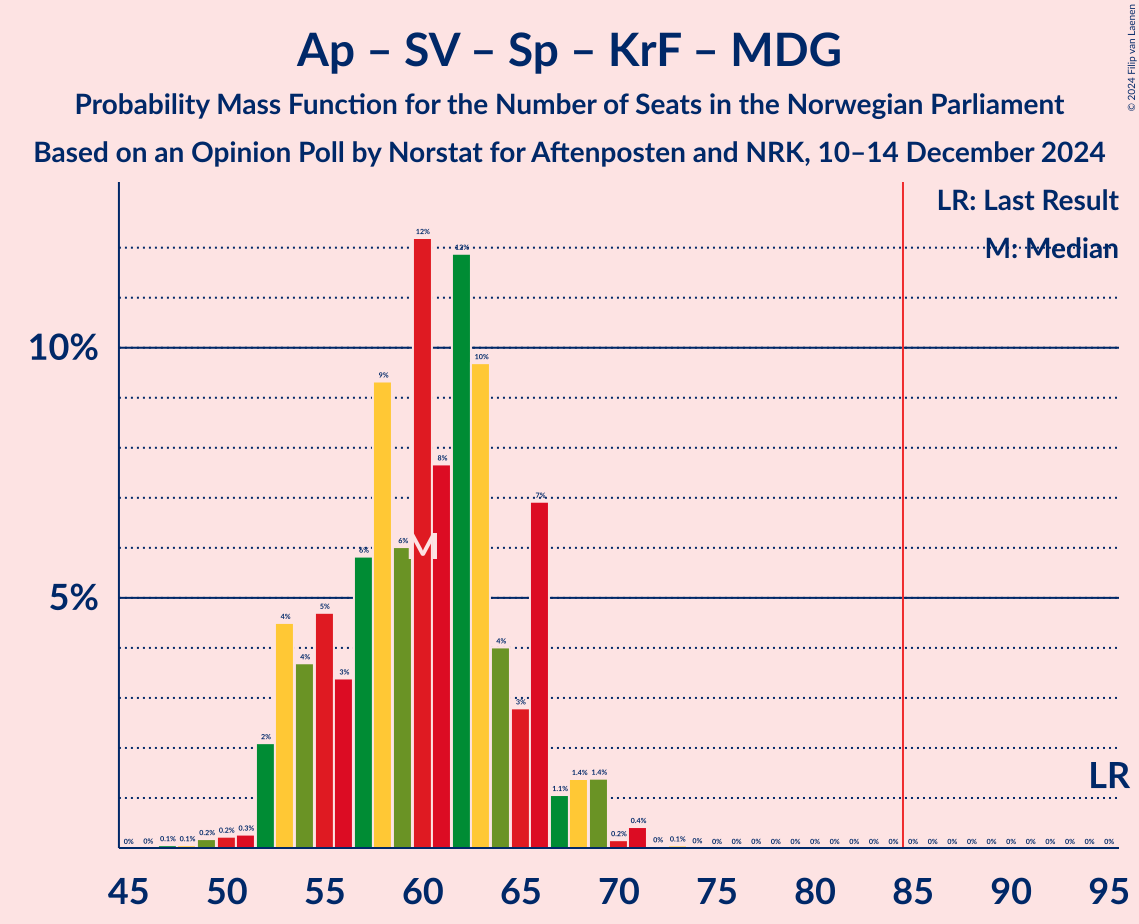 Ap – SV – Sp – KrF – MDG
Probability Mass Function for the Number of Seats in the Norwegian Parliament
Based on an Opinion Poll by Norstat for Aftenposten and NRK, 10–14 December 2024
© 2024 Filip van Laenen
LR: Last Result
M: Median
10%
5%
0% 0% 0.1% 0.1% 0.2% 0.2% 0.3% 2% 4% 4% 5% 3% 6% 9% 6% 12% 8% 12% 10% 4% 3% 7% 1.1% 1.4% 1.4% 0.2% 0.4% 0% 0.1% 0% 0% 0% 0% 0% 0% 0% 0% 0% 0% 0% 0% 0% 0% 0% 0% 0% 0% 0% 0% 0% 0%
M
LR
45 50 55 60 65 70 75 80 85 90 95